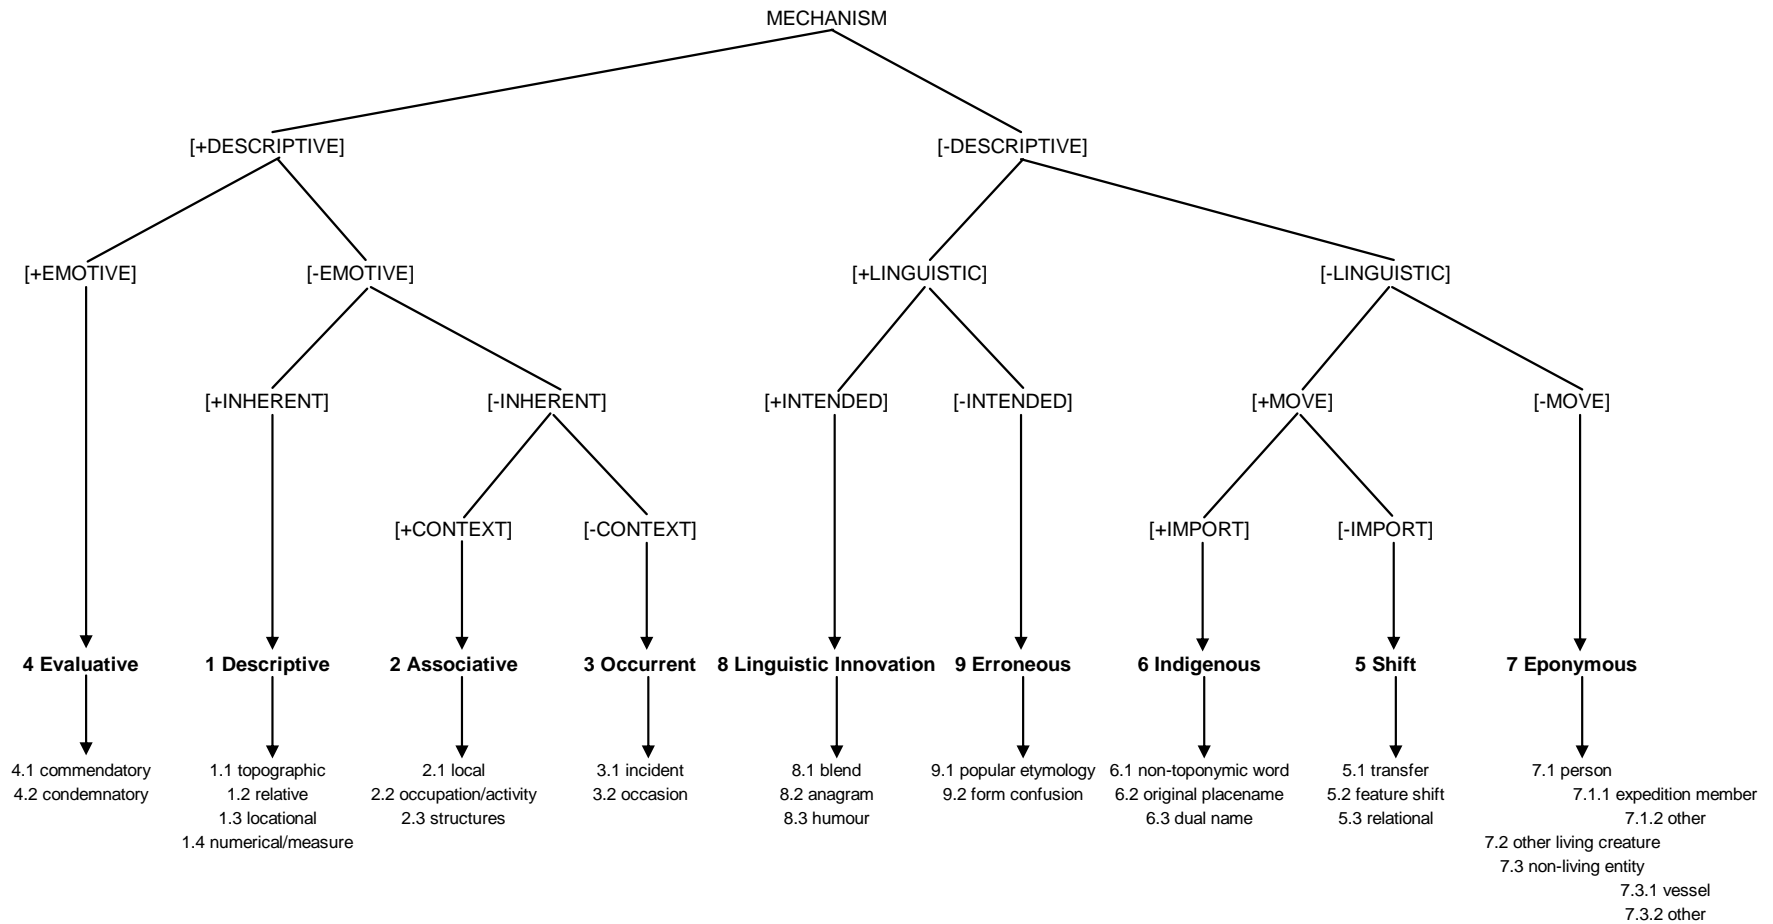 MECHANISM
[+DESCRIPTIVE] [-DESCRIPTIVE]
[+EMOTIVE] [-EMOTIVE] [+LINGUISTIC] [-LINGUISTIC]
[+INHERENT] [-INHERENT] [+INTENDED] [-INTENDED] [+MOVE] [-MOVE]
[+CONTEXT] [-CONTEXT] [+IMPORT] [-IMPORT]
4 Evaluative 1 Descriptive 2 Associative 3 Occurrent 8 Linguistic Innovation 9 Erroneous 6 Indigenous 5 Shift 7 Eponymous
4.1 commendatory
4.2 condemnatory
1.1 topographic
1.2 relative
1.3 locational
1.4 numerical/measure
2.1 local
2.2 occupation/activity
2.3 structures
3.1 incident
3.2 occasion
8.1 blend
8.2 anagram
8.3 humour
9.1 popular etymology
9.2 form confusion
6.1 non-toponymic word
6.2 original placename
6.3 dual name
5.1 transfer
5.2 feature shift
5.3 relational
7.1 person
7.1.1 expedition member
7.1.2 other
7.2 other living creature
7.3 non-living entity
7.3.1 vessel
7.3.2 other